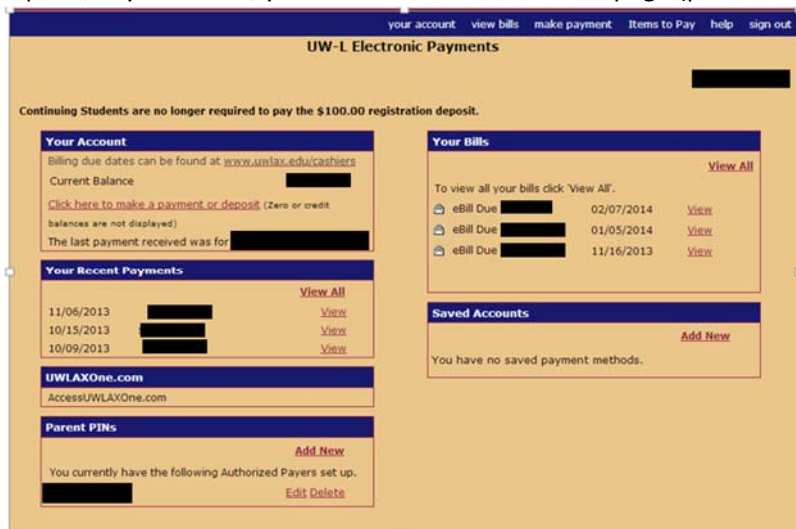 your account view bills make payment Items to Pay help sign out
UW-L Electronic Payments
Continuing Students are no longer required to pay the $100.00 registration deposit.
Your Account
Billing due dates can be found at www.uwlax.edu/cashiers
Current Balance
Click here to make a payment or deposit (Zero or credit
balances are not displayed)
The last payment received was for
Your Recent Payments
View All
11/06/2013 View
10/15/2013 View
10/09/2013 View
UWLAXOne.com
AccessUWLAXOne.com
Parent PINs
Add New
You currently have the following Authorized Payers set up.
Edit Delete
Your Bills
View All
To view all your bills click 'View All'.
eBill Due 02/07/2014 View
eBill Due 01/05/2014 View
eBill Due 11/16/2013 View
Saved Accounts
Add New
You have no saved payment methods.